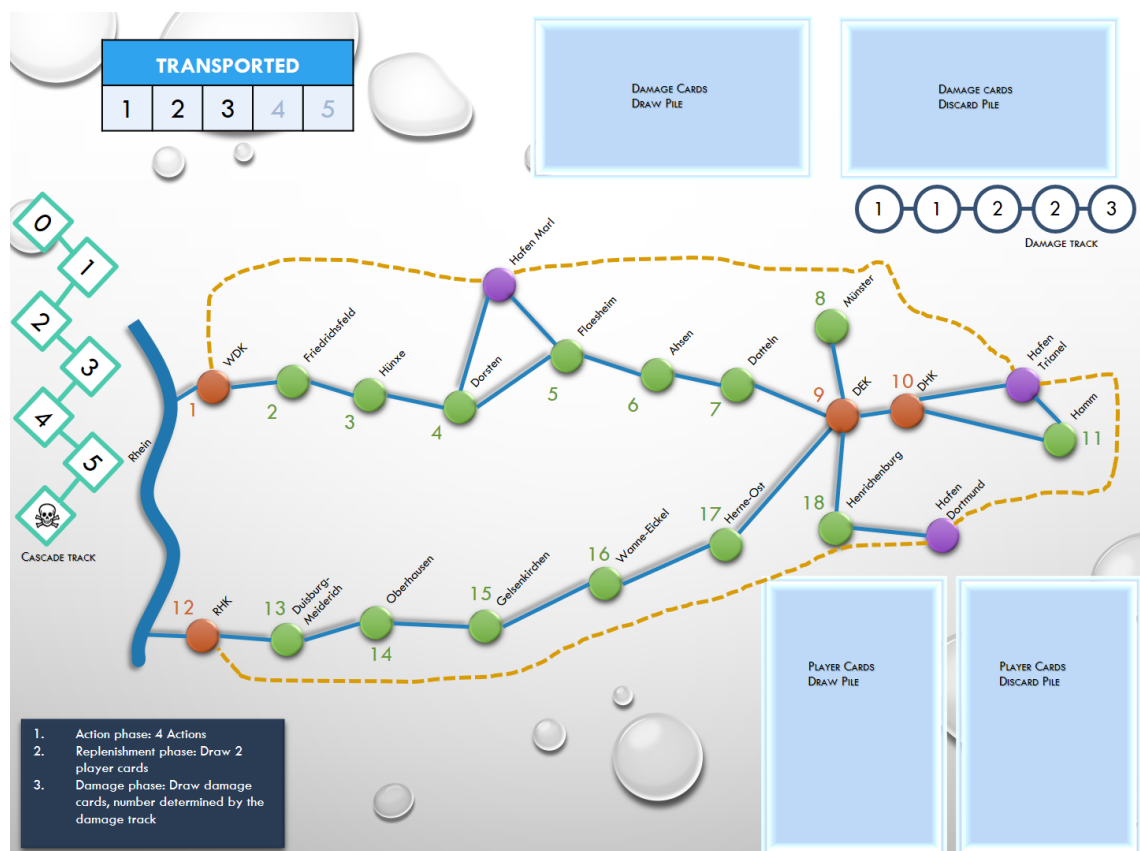 TRANSPORTED
1 2 3 4 5
DAMAGE CARDS
DRAW PILE
DAMAGE CARDS
DISCARD PILE
1 1 2 2 3
DAMAGE TRACK
0
1
2
3
4
5
CASCADE TRACK
Rhein
WDK
1
Friedrichsfeld
2
Hünxe
3
Dorsten
4
Hafen Marl
Flaesheim
5
Ahsen
6
Datteln
7
8
Münster
9
DEK
10
DHK
Hafen
Trianel
Hamm
11
12
RHK
13
Duisburg-
Meiderich
Oberhausen
14
15
Gelsenkirchen
16
Wanne-Eickel
17
Herne-Ost
18
Henrichenburg
Hafen
Dortmund
PLAYER CARDS
DRAW PILE
PLAYER CARDS
DISCARD PILE
1. Action phase: 4 Actions
2. Replenishment phase: Draw 2
player cards
3. Damage phase: Draw damage
cards, number determined by the
damage track